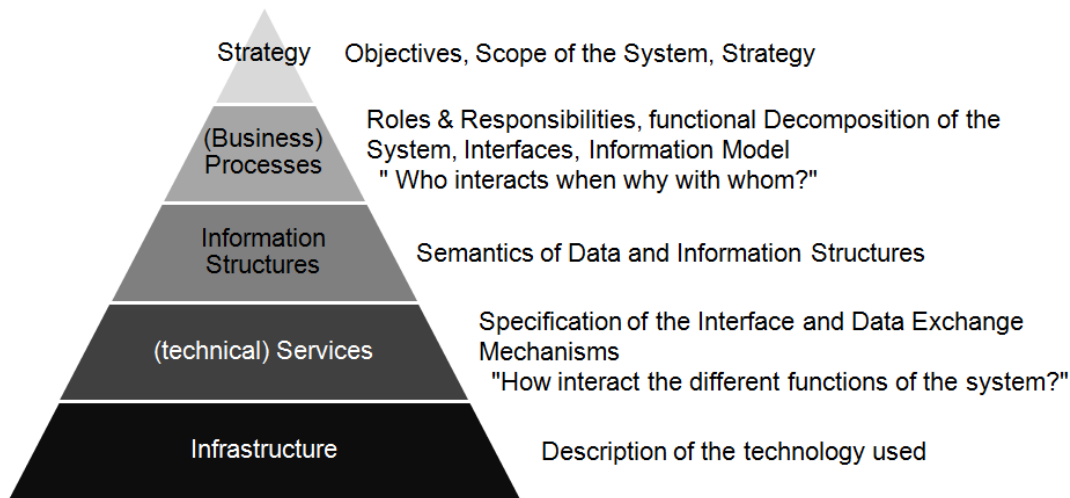 Strategy
Objectives, Scope of the System, Strategy
(Business)
Processes
Roles & Responsibilities, functional Decomposition of the
System, Interfaces, Information Model
" Who interacts when why with whom?"
Information
Structures
Semantics of Data and Information Structures
(technical) Services
Specification of the Interface and Data Exchange
Mechanisms
"How interact the different functions of the system?"
Infrastructure
Description of the technology used